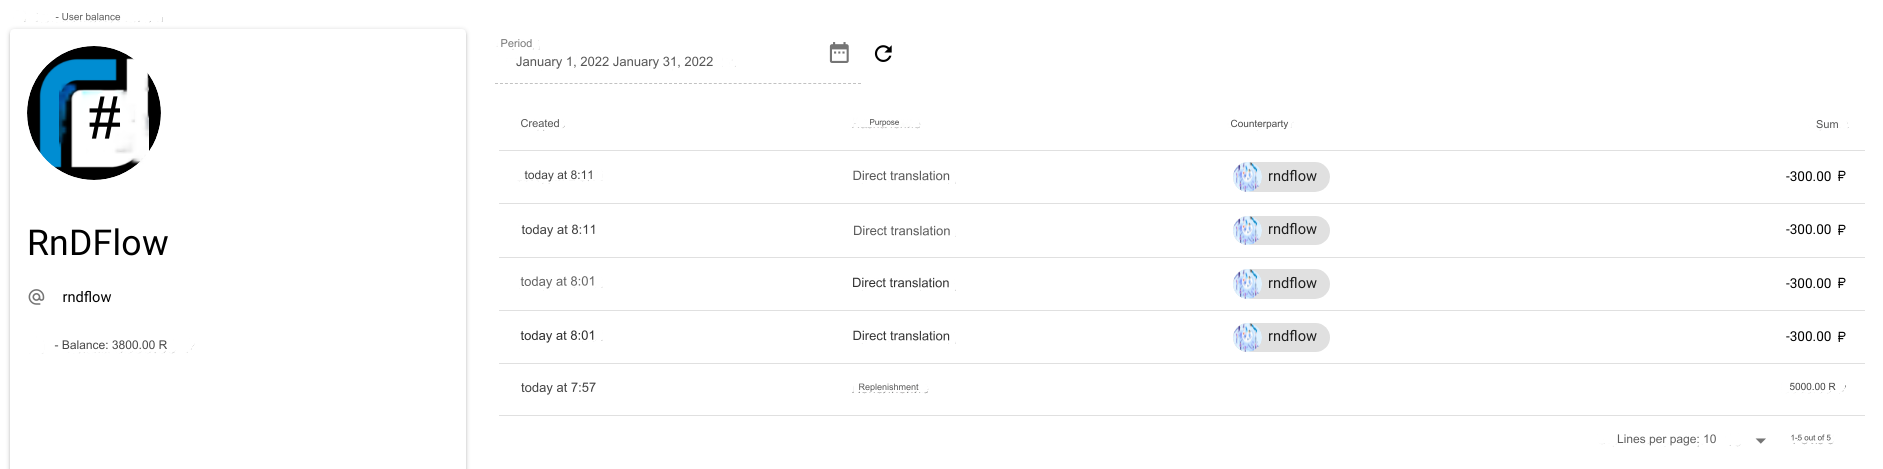 - User balance
#
RnDFlow
@ rndflow
- Balance: 3800.00 R
Period
January 1, 2022 January 31, 2022
Created Purpose Counterparty Sum
today at 8:11 Direct translation rndflow -300.00 ₽
today at 8:11 Direct translation rndflow -300.00 ₽
today at 8:01 Direct translation rndflow -300.00 ₽
today at 8:01 Direct translation rndflow -300.00 ₽
today at 7:57 Replenishment 5000.00 R
Lines per page: 10 1-5 out of 5